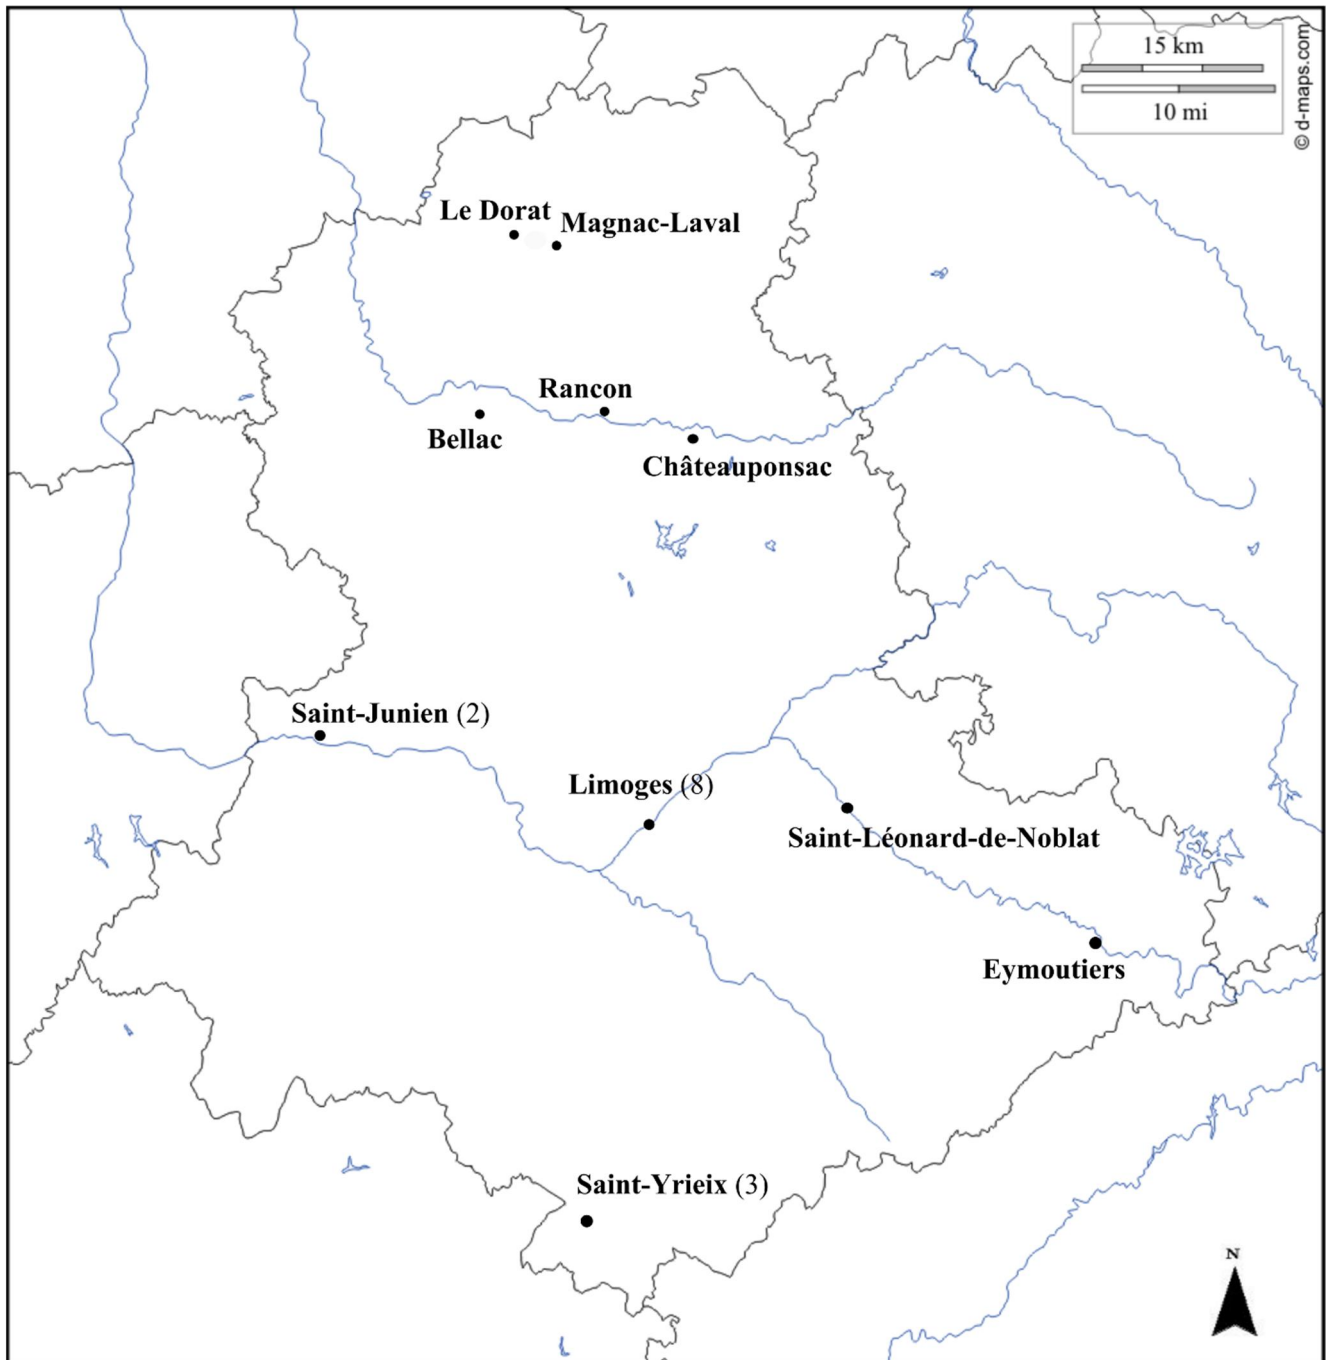 15 km
10 mi
© d-maps.com
Le Dorat
Magnac-Laval
Rancon
Bellac
Châteauponsac
Saint-Junien (2)
Limoges (8)
Saint-Léonard-de-Noblat
Eymoutiers
Saint-Yrieix (3)
N